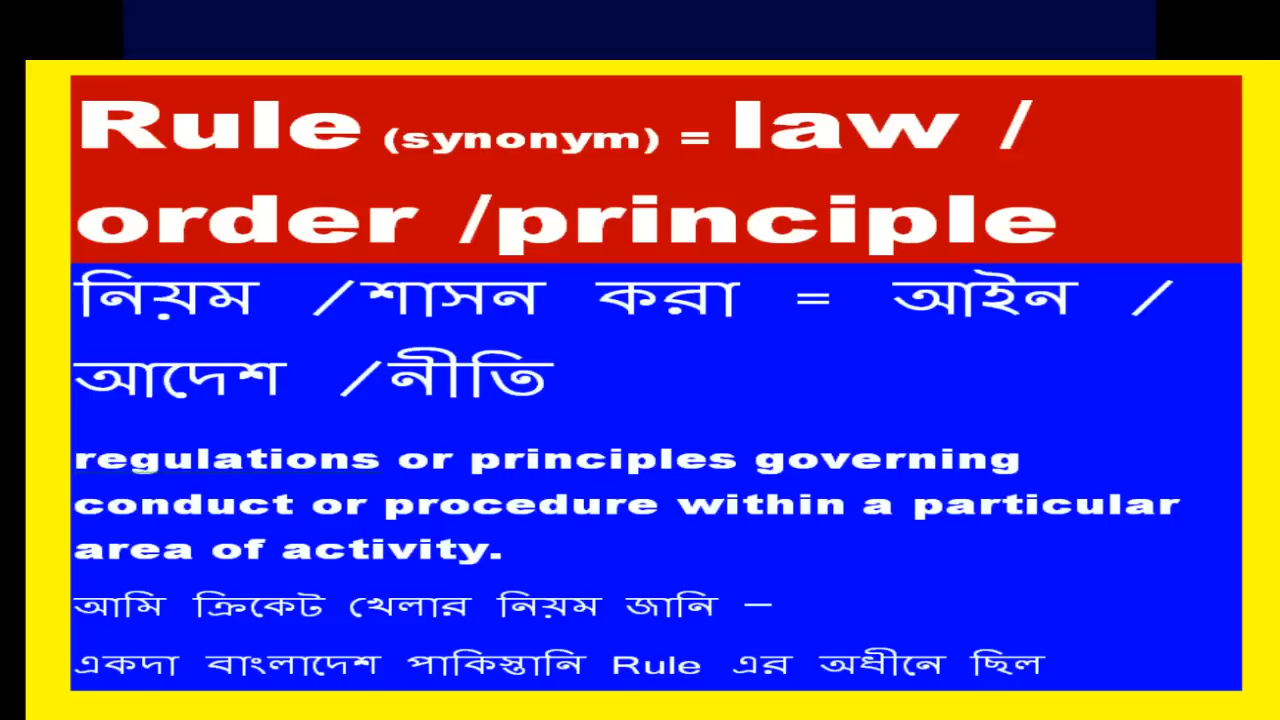 Rule (synonym) = law /
order /principle
নিয়ম /শাসন করা = আইন /
আদেশ /নীতি
regulations or principles governing
conduct or procedure within a particular
area of activity.
আমি ক্রিকেট খেলার নিয়ম জানি –
একদা বাংলাদেশ পাকিস্তানি Rule এর অধীনে ছিল